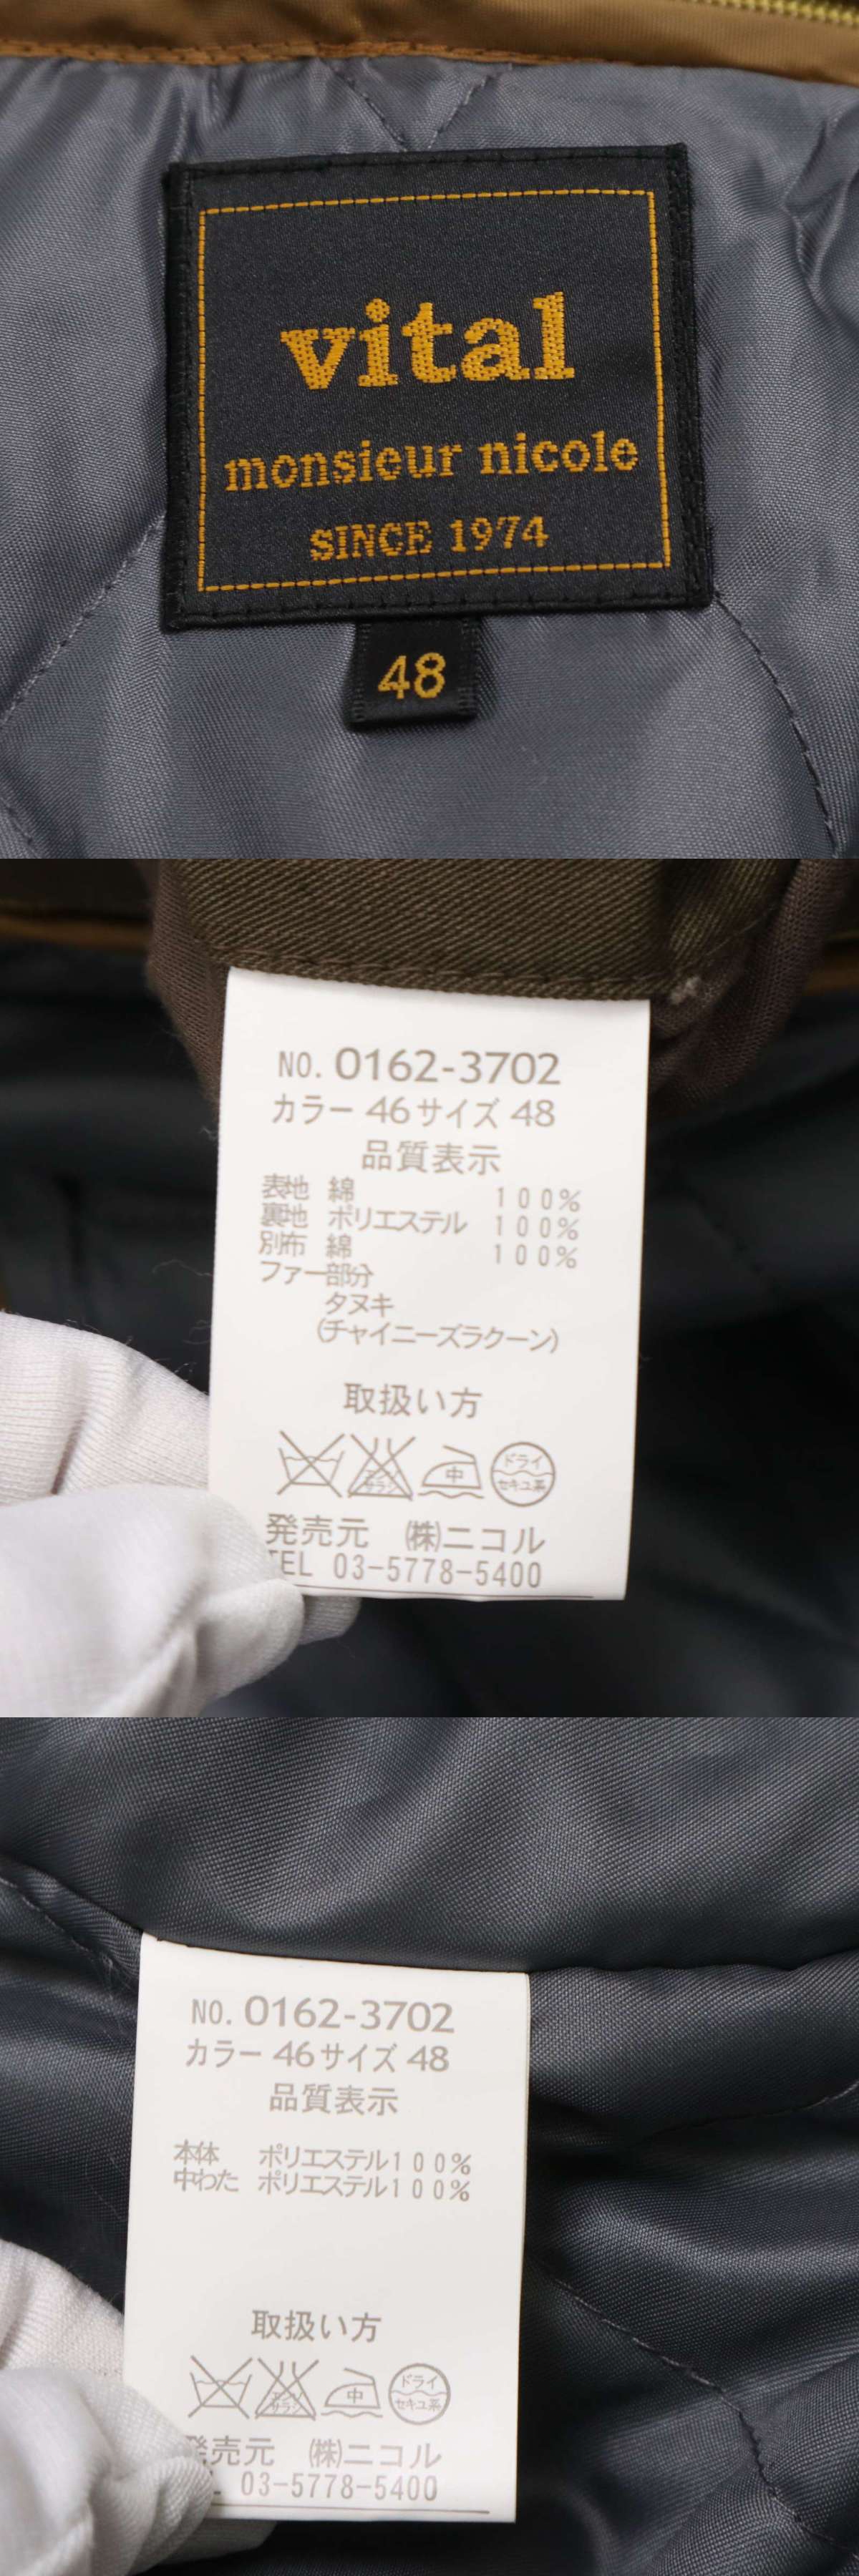 vital
monsieur nicole
SINCE 1974
48
NO. 0162-3702
カラー 46 サイズ 48
品質表示
表地 綿 100%
裏地 ポリエステル 100%
別布 綿 100%
ファー部分
タヌキ
(チャイニーズラクーン)
取扱い方
中
ドライ
セキユ系
発売元 ㈱ニコル
TEL 03-5778-5400
NO. 0162-3702
カラー 46 サイズ 48
品質表示
本体 ポリエステル100%
中わた ポリエステル100%
取扱い方
中
ドライ
セキユ系
発売元 ㈱ニコル
03-5778-5400